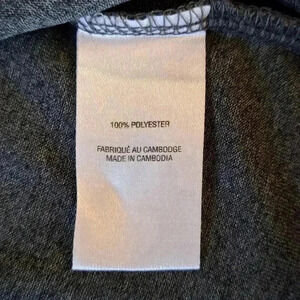 100% POLYESTER
FABRIQUÉ AU CAMBODGE
MADE IN CAMBODIA